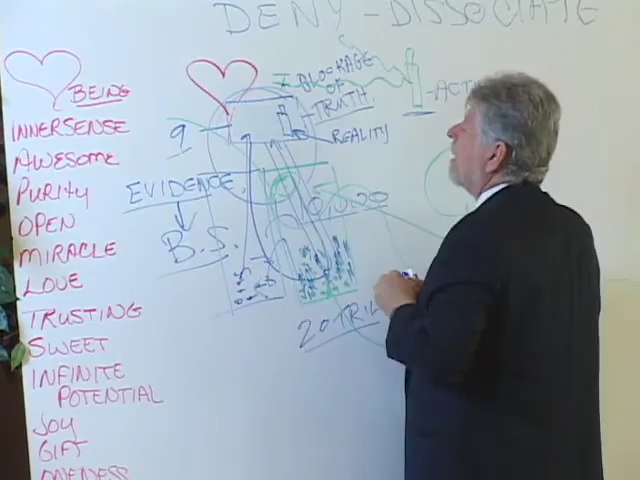 DENY - DISSOCIATE
BEING
INNERSENSE
AWESOME
PURITY
OPEN
MIRACLE
LOVE
TRUSTING
SWEET
INFINITE
POTENTIAL
JOY
GIFT
ONENESS
BLOCKAGE
OF
TRUTH
REALITY
9
EVIDENCE
B.S.
20 TRIL